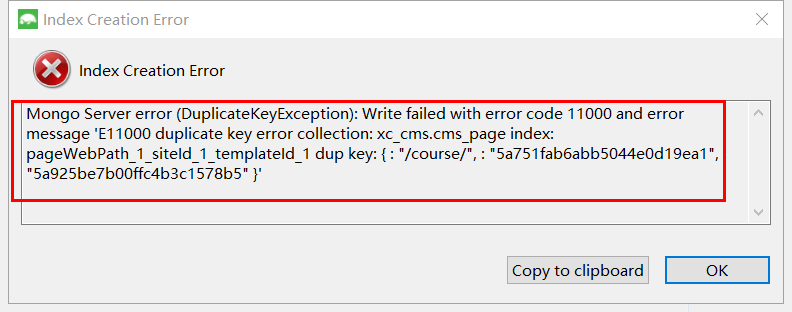 Index Creation Error
Index Creation Error
Mongo Server error (DuplicateKeyException): Write failed with error code 11000 and error
message 'E11000 duplicate key error collection: xc_cms.cms_page index:
pageWebPath_1_siteId_1_templateId_1 dup key: { : "/course/", : "5a751fab6abb5044e0d19ea1", :
"5a925be7b00ffc4b3c1578b5" }'
Copy to clipboard
OK